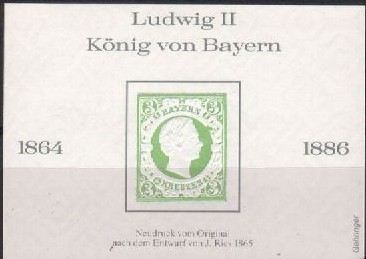 Ludwig II
König von Bayern
3 3
BAYERN
1864
1886
KREUZER
3 3
Neudruck vom Original
nach dem Entwurf von J. Ries 1865
Gehringer